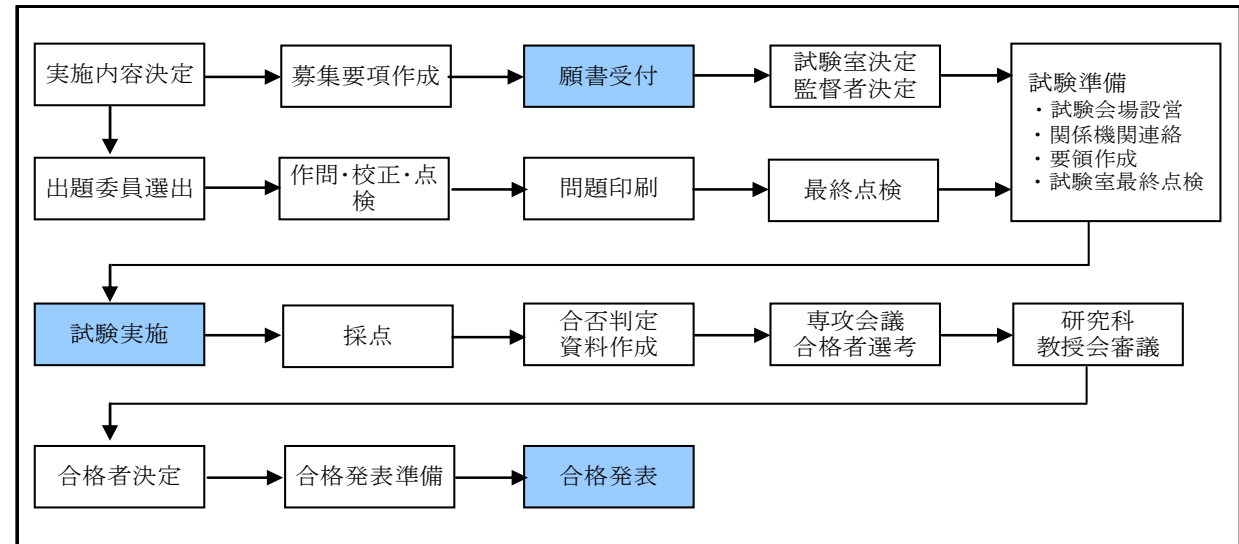 実施内容決定
募集要項作成
願書受付
試験室決定
監督者決定
試験準備
・試験会場設営
・関係機関連絡
・要領作成
・試験室最終点検
出題委員選出
作問・校正・点
検
問題印刷
最終点検
試験実施
採点
合否判定
資料作成
専攻会議
合格者選考
研究科
教授会審議
合格者決定
合格発表準備
合格発表